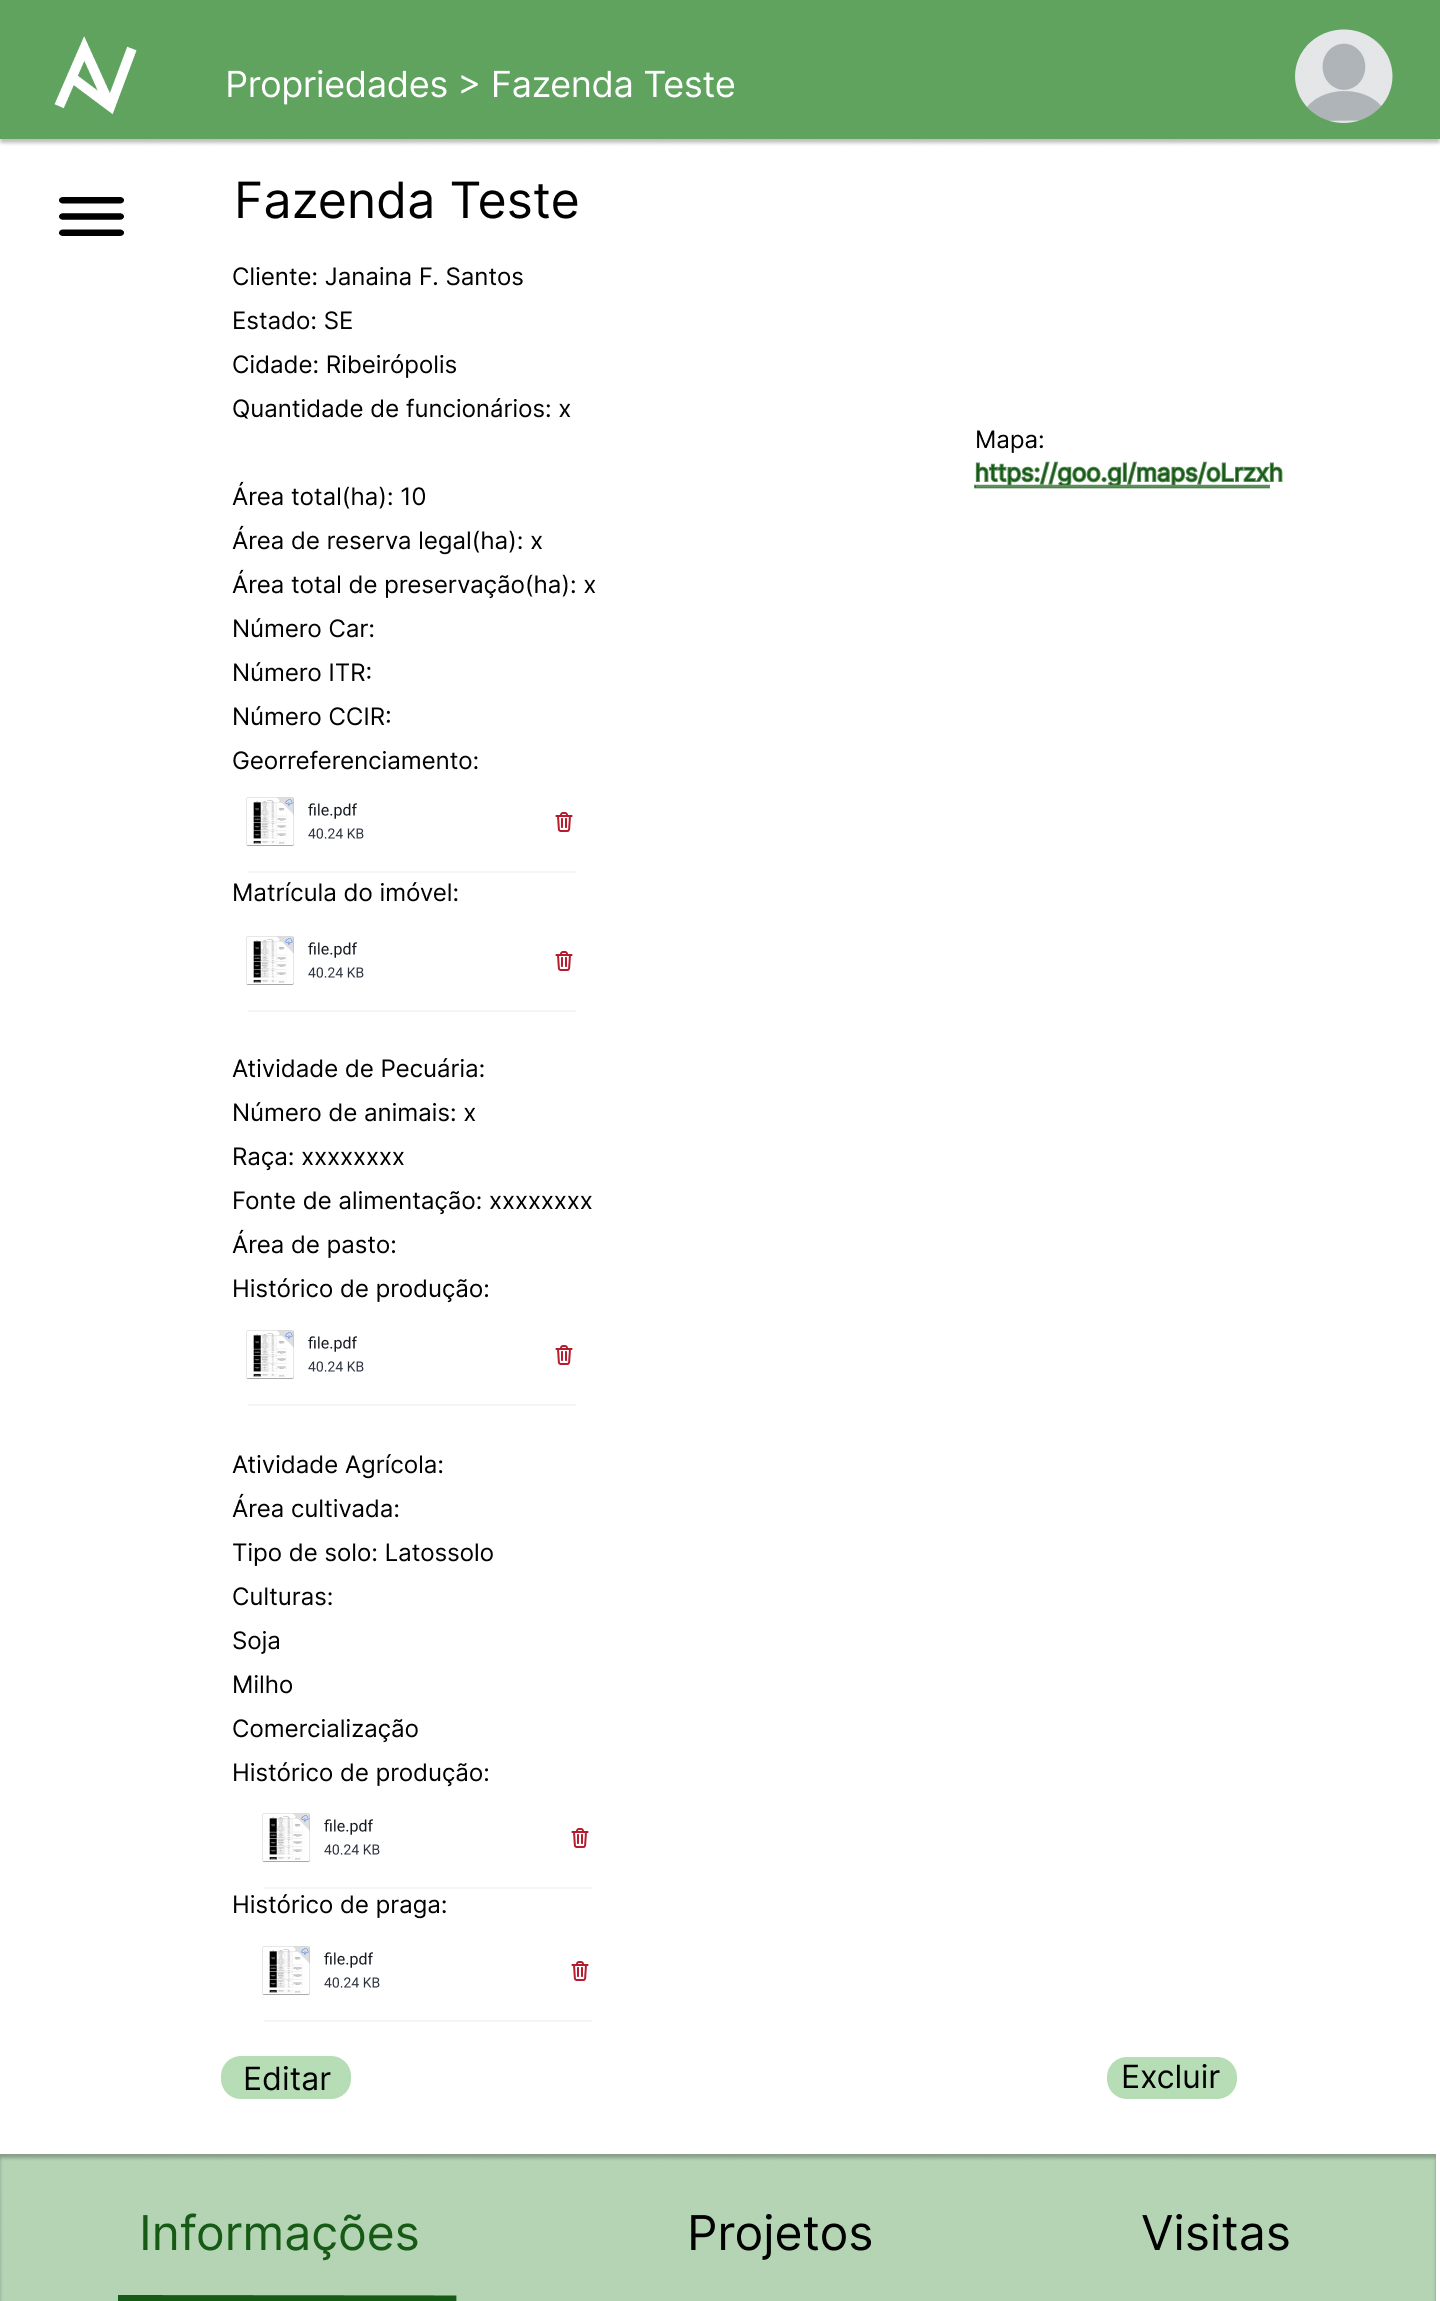 Propriedades > Fazenda Teste
Fazenda Teste
Cliente: Janaina F. Santos
Estado: SE
Cidade: Ribeirópolis
Quantidade de funcionários: x
Mapa:
https://goo.gl/maps/oLrzxh
Área total(ha): 10
Área de reserva legal(ha): x
Área total de preservação(ha): x
Número Car:
Número ITR:
Número CCIR:
Georreferenciamento:
file.pdf
40.24 KB
Matrícula do imóvel:
file.pdf
40.24 KB
Atividade de Pecuária:
Número de animais: x
Raça: xxxxxxxx
Fonte de alimentação: xxxxxxxx
Área de pasto:
Histórico de produção:
file.pdf
40.24 KB
Atividade Agrícola:
Área cultivada:
Tipo de solo: Latossolo
Culturas:
Soja
Milho
Comercialização
Histórico de produção:
file.pdf
40.24 KB
Histórico de praga:
file.pdf
40.24 KB
Editar
Excluir
Informações
Projetos
Visitas